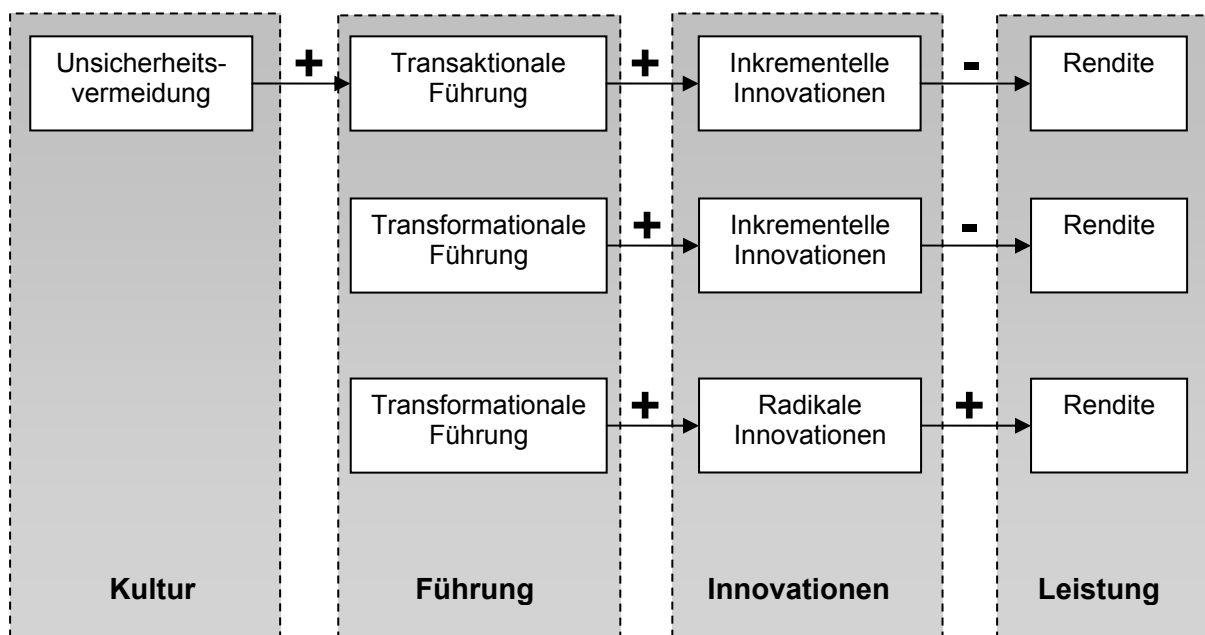 Unsicherheits-
vermeidung
+
Transaktionale
Führung
+
Inkrementelle
Innovationen
-
Rendite
Transformationale
Führung
+
Inkrementelle
Innovationen
-
Rendite
Transformationale
Führung
+
Radikale
Innovationen
+
Rendite
Kultur
Führung
Innovationen
Leistung